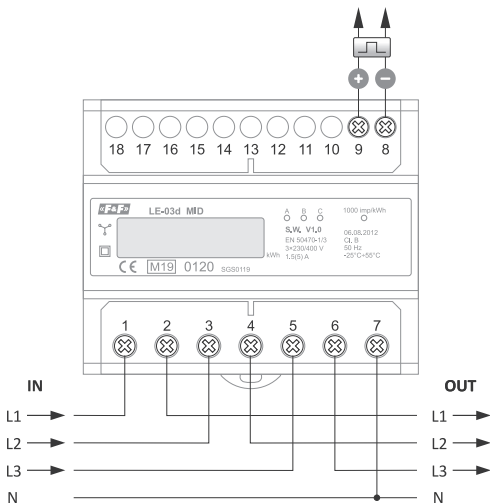 + −
18 17 16 15 14 13 12 11 10 9 8
F&F
LE-03d MID
A B C
1000 imp/kWh
S.W. V1.0
EN 50470-1/3
3×230/400 V
1.5(5) A
06.08.2012
Cl. B
50 Hz
-25°C÷55°C
kWh
CE M19 0120 SGS0119
1 2 3 4 5 6 7
IN OUT
L1 L1
L2 L2
L3 L3
N N